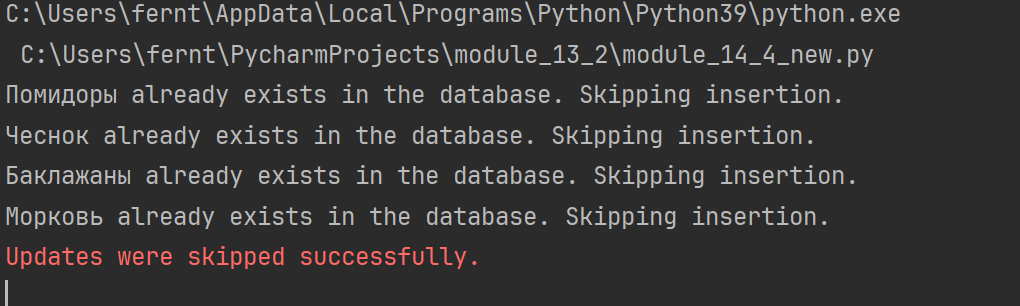 C:\Users\fernt\AppData\Local\Programs\Python\Python39\python.exe
C:\Users\fernt\PycharmProjects\module_13_2\module_14_4_new.py
Помидоры already exists in the database. Skipping insertion.
Чеснок already exists in the database. Skipping insertion.
Баклажаны already exists in the database. Skipping insertion.
Морковь already exists in the database. Skipping insertion.
Updates were skipped successfully.